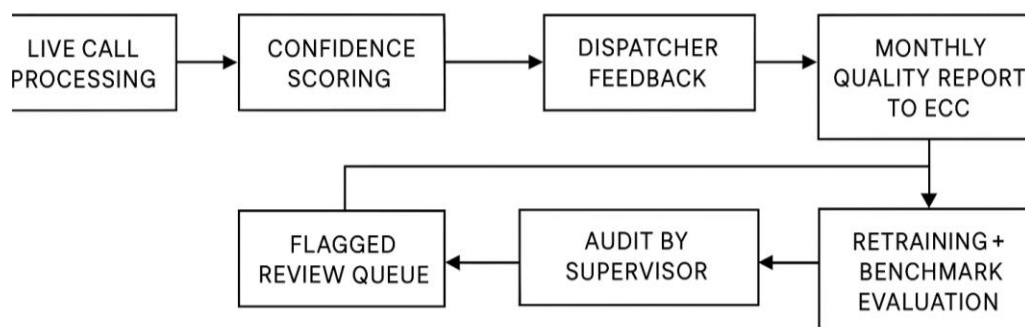 LIVE CALL
PROCESSING
CONFIDENCE
SCORING
DISPATCHER
FEEDBACK
MONTHLY
QUALITY REPORT
TO ECC
FLAGGED
REVIEW QUEUE
AUDIT BY
SUPERVISOR
RETRAINING +
BENCHMARK
EVALUATION